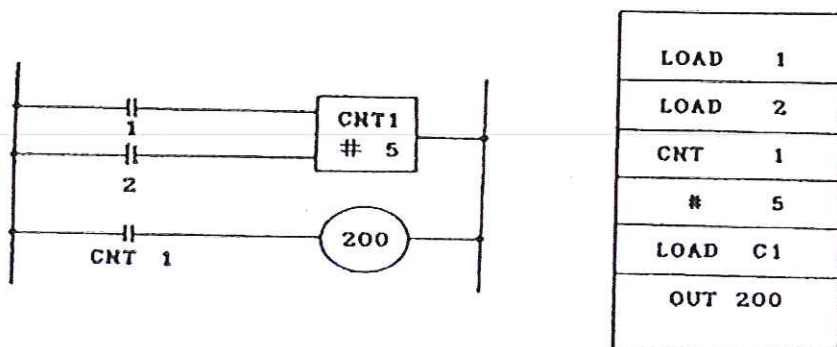 1
2
CNT1
# 5
CNT 1
200
LOAD 1
LOAD 2
CNT 1
# 5
LOAD C1
OUT 200